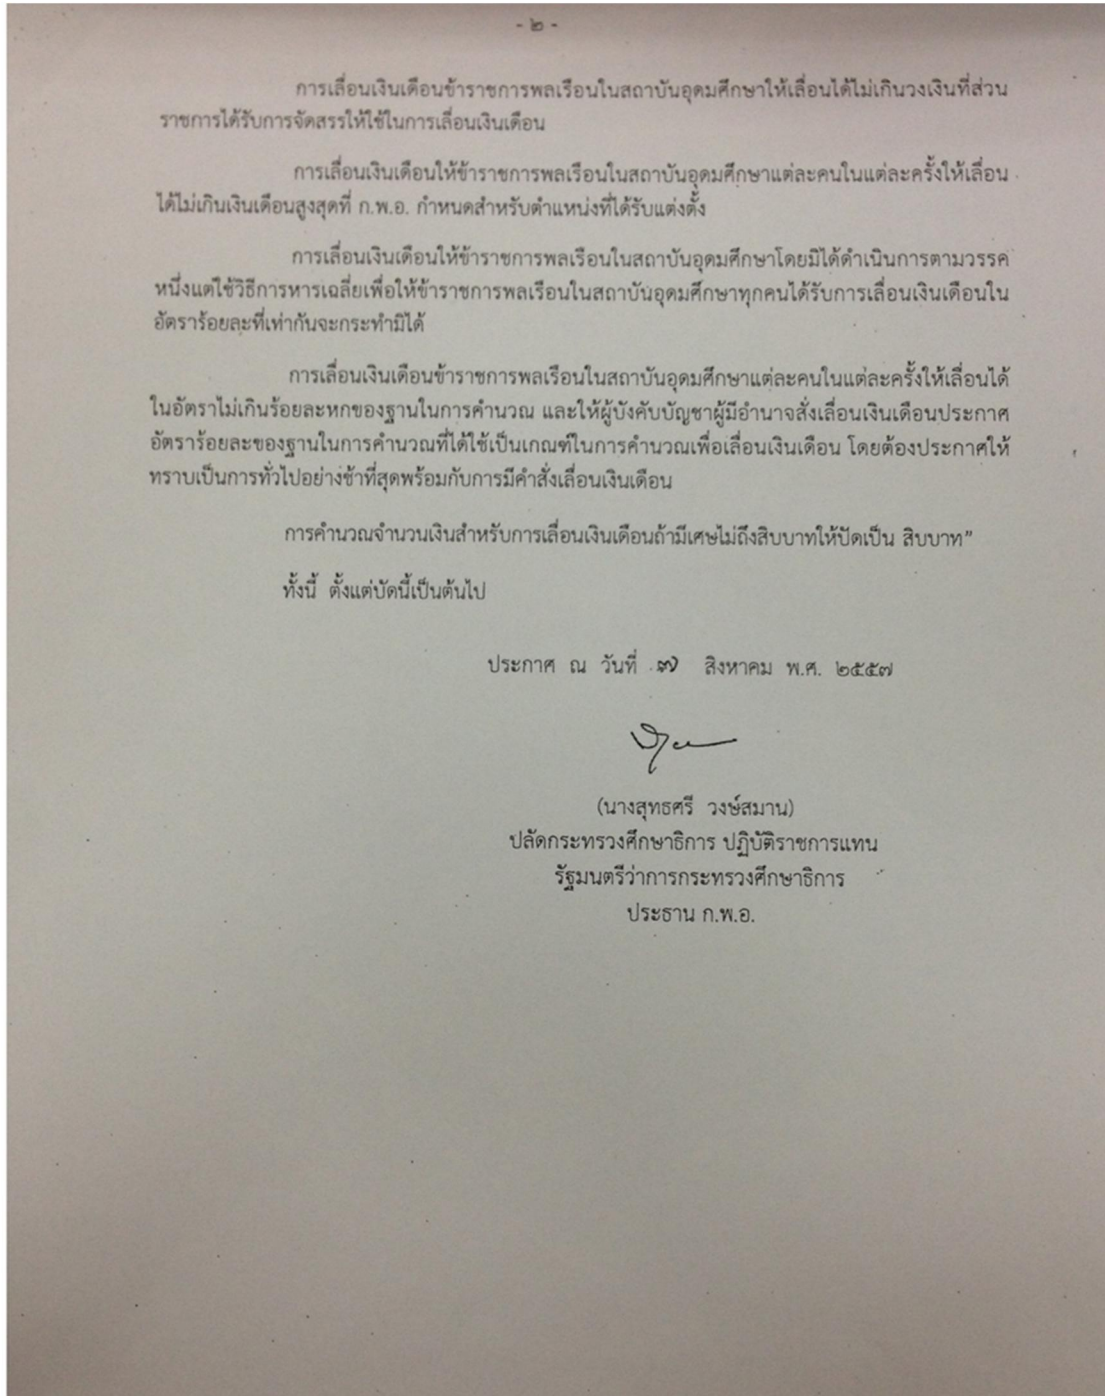 - ๒ -
การเลื่อนเงินเดือนข้าราชการพลเรือนในสถาบันอุดมศึกษาให้เลื่อนได้ไม่เกินวงเงินที่ส่วน
ราชการได้รับการจัดสรรให้ใช้ในการเลื่อนเงินเดือน
การเลื่อนเงินเดือนให้ข้าราชการพลเรือนในสถาบันอุดมศึกษาแต่ละคนในแต่ละครั้งให้เลื่อน
ได้ไม่เกินเงินเดือนสูงสุดที่ ก.พ.อ. กำหนดสำหรับตำแหน่งที่ได้รับแต่งตั้ง
การเลื่อนเงินเดือนให้ข้าราชการพลเรือนในสถาบันอุดมศึกษาโดยมิได้ดำเนินการตามวรรค
หนึ่งแต่ใช้วิธีการหารเฉลี่ยเพื่อให้ข้าราชการพลเรือนในสถาบันอุดมศึกษาทุกคนได้รับการเลื่อนเงินเดือนใน
อัตราร้อยละที่เท่ากันจะกระทำมิได้
การเลื่อนเงินเดือนข้าราชการพลเรือนในสถาบันอุดมศึกษาแต่ละคนในแต่ละครั้งให้เลื่อนได้
ในอัตราไม่เกินร้อยละหกของฐานในการคำนวณ และให้ผู้บังคับบัญชาผู้มีอำนาจสั่งเลื่อนเงินเดือนประกาศ
อัตราร้อยละของฐานในการคำนวณที่ได้ใช้เป็นเกณฑ์ในการคำนวณเพื่อเลื่อนเงินเดือน โดยต้องประกาศให้
ทราบเป็นการทั่วไปอย่างช้าที่สุดพร้อมกับการมีคำสั่งเลื่อนเงินเดือน
การคำนวณจำนวนเงินสำหรับการเลื่อนเงินเดือนถ้ามีเศษไม่ถึงสิบบาทให้ปัดเป็น สิบบาท”
ทั้งนี้ ตั้งแต่บัดนี้เป็นต้นไป
ประกาศ ณ วันที่ ๗ สิงหาคม พ.ศ. ๒๕๕๗
(นางสุทธศรี วงษ์สมาน)
ปลัดกระทรวงศึกษาธิการ ปฏิบัติราชการแทน
รัฐมนตรีว่าการกระทรวงศึกษาธิการ
ประธาน ก.พ.อ.